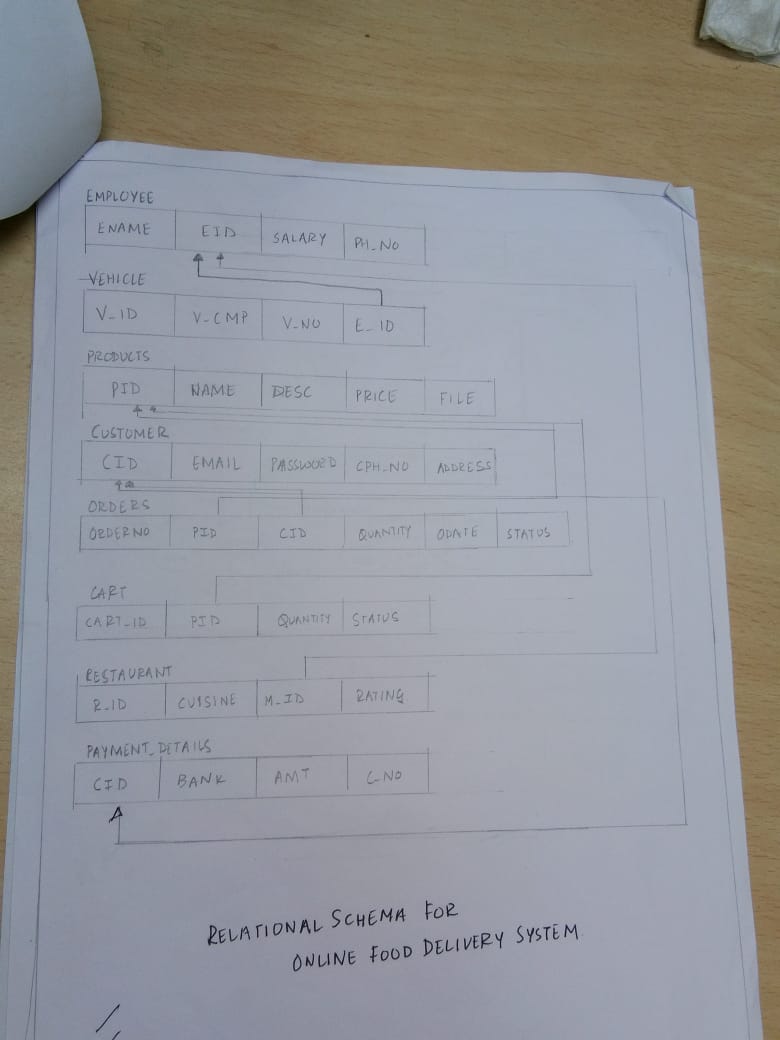 EMPLOYEE
ENAME EID SALARY PH_NO
VEHICLE
V_ID V_CMP V_NO E_ID
PRODUCTS
PID NAME DESC PRICE FILE
CUSTOMER
CID EMAIL PASSWORD CPH_NO ADDRESS
ORDERS
ORDERNO PID CID QUANTITY ODATE STATUS
CART
CART_ID PID QUANTITY STATUS
RESTAURANT
R_ID CUISINE M_ID RATING
PAYMENT_DETAILS
CID BANK AMT C_NO
RELATIONAL SCHEMA FOR
ONLINE FOOD DELIVERY SYSTEM